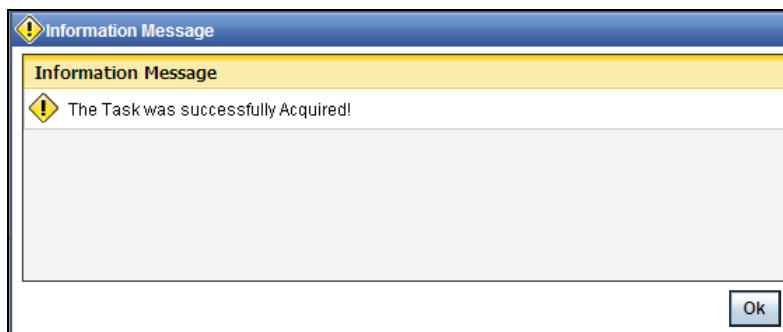 Information Message
Information Message
The Task was successfully Acquired!
Ok